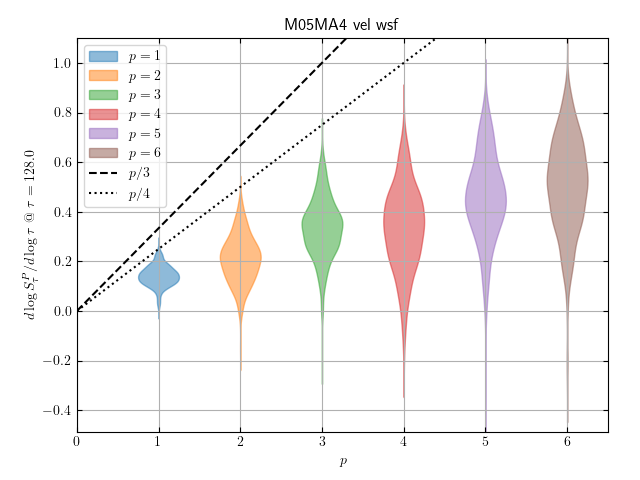 M05MA4 vel wsf
p = 1
p = 2
p = 3
p = 4
p = 5
p = 6
p/3
p/4
d log S_τ^P / d log τ @ τ = 128.0
1.0
0.8
0.6
0.4
0.2
0.0
−0.2
−0.4
0 1 2 3 4 5 6
p